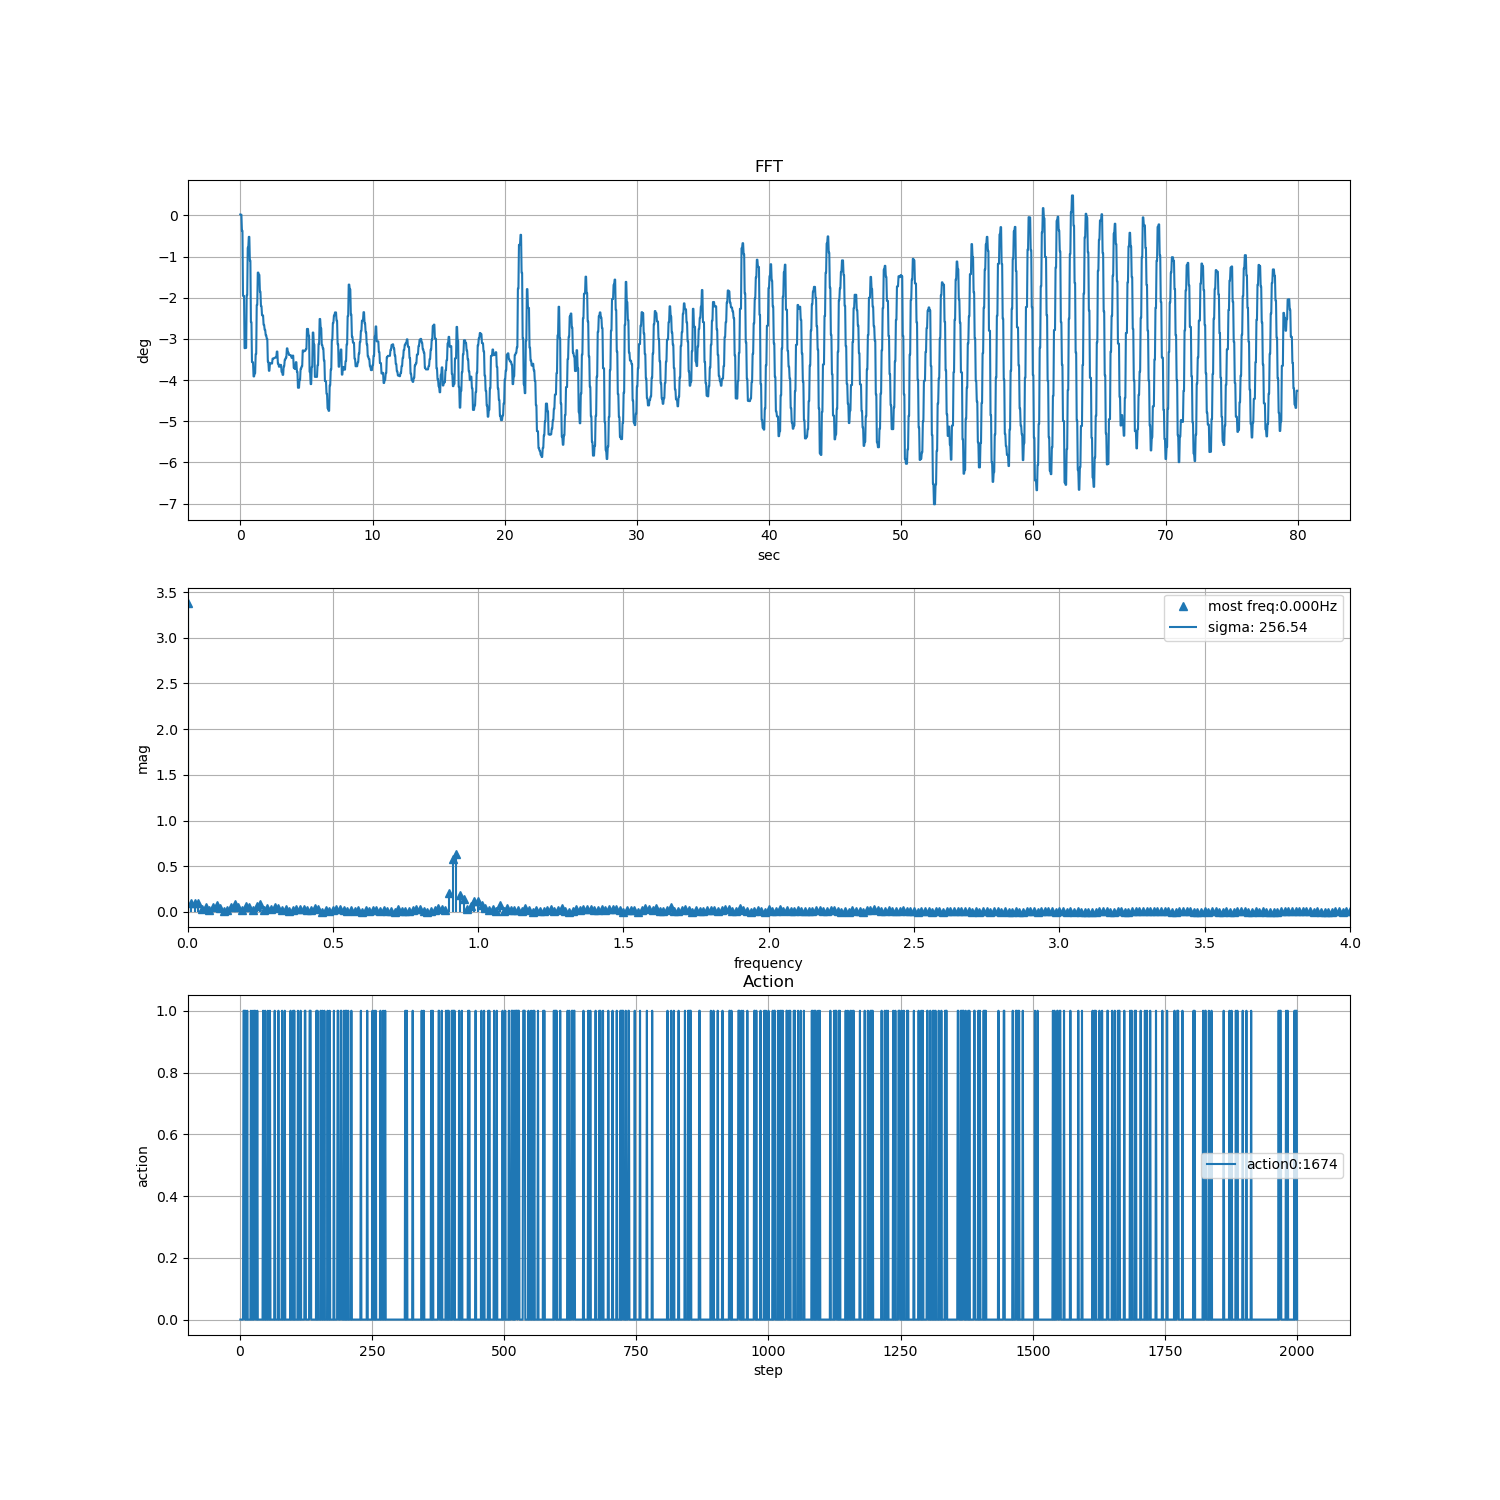 FFT
0
−1
−2
−3
−4
−5
−6
−7
deg
0 10 20 30 40 50 60 70 80
sec
3.5
3.0
2.5
2.0
1.5
1.0
0.5
0.0
mag
most freq:0.000Hz
sigma: 256.54
0.0 0.5 1.0 1.5 2.0 2.5 3.0 3.5 4.0
frequency
Action
1.0
0.8
0.6
0.4
0.2
0.0
action
action0:1674
0 250 500 750 1000 1250 1500 1750 2000
step